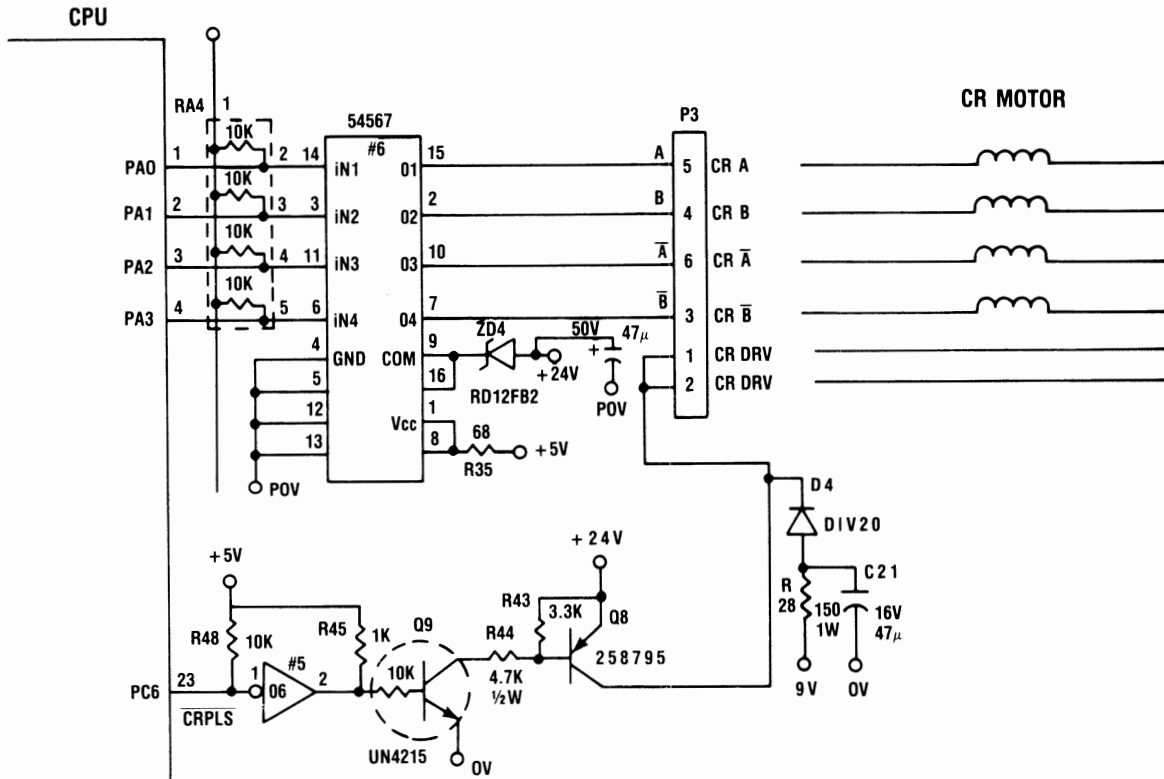 CPU
RA4 1
10K
PA0 1 2 14 iN1
10K
PA1 2 3 3 iN2
10K
PA2 3 4 11 iN3
10K
PA3 4 5 6 iN4
54567
#6
O1 15
O2 2
O3 10
O4 7
4 GND
5
12
13
POV
COM 9
16
Vcc 1
8
ZD4
RD12FB2
+24V
50V
+
47μ
POV
68
R35
+5V
A
B
A̅
B̅
P3
5 CR A
4 CR B
6 CR A̅
3 CR B̅
1 CR DRV
2 CR DRV
CR MOTOR
D4
DIV20
R
28
150
1W
C21
16V
47μ
9V
0V
+5V
R48
10K
R45
1K
PC6 23
C̅R̅P̅L̅S̅
1
06
#5
2
Q9
10K
UN4215
0V
R44
4.7K
½W
R43
3.3K
+24V
Q8
258795